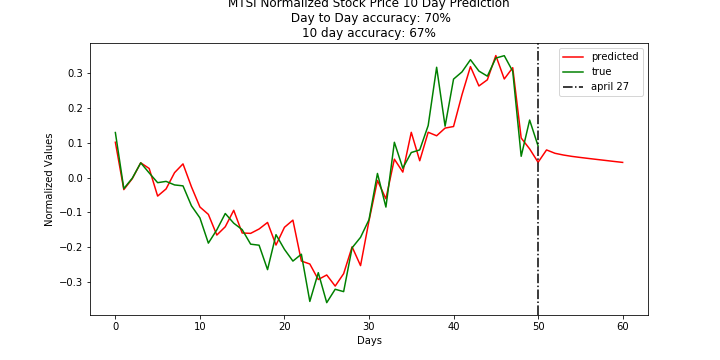 MTSI Normalized Stock Price 10 Day Prediction
Day to Day accuracy: 70%
10 day accuracy: 67%
predicted
true
april 27
Normalized Values
0.3
0.2
0.1
0.0
−0.1
−0.2
−0.3
0 10 20 30 40 50 60
Days